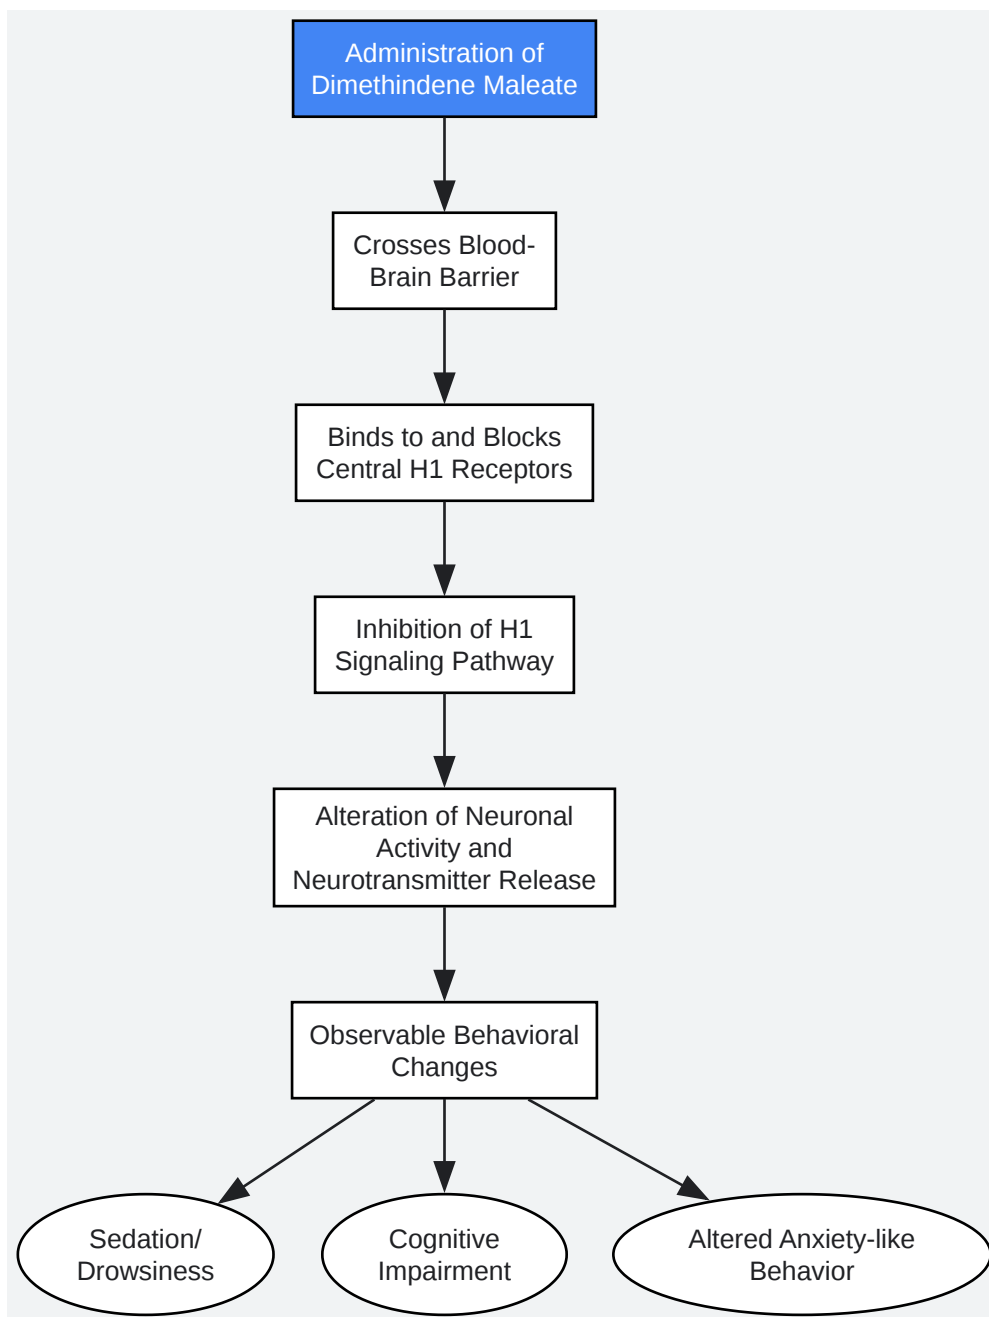 Administration of
Dimethindene Maleate
Crosses Blood-
Brain Barrier
Binds to and Blocks
Central H1 Receptors
Inhibition of H1
Signaling Pathway
Alteration of Neuronal
Activity and
Neurotransmitter Release
Observable Behavioral
Changes
Sedation/
Drowsiness
Cognitive
Impairment
Altered Anxiety-like
Behavior